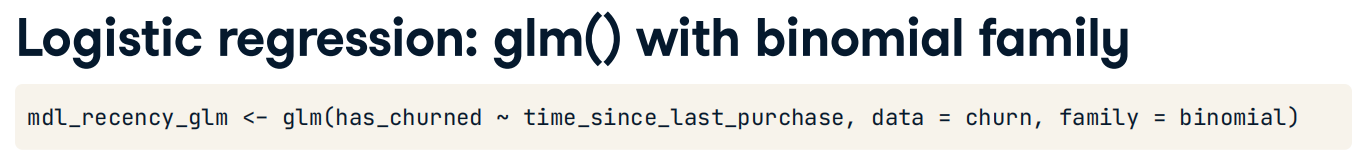 Logistic regression: glm() with binomial family
mdl_recency_glm <- glm(has_churned ~ time_since_last_purchase, data = churn, family = binomial)